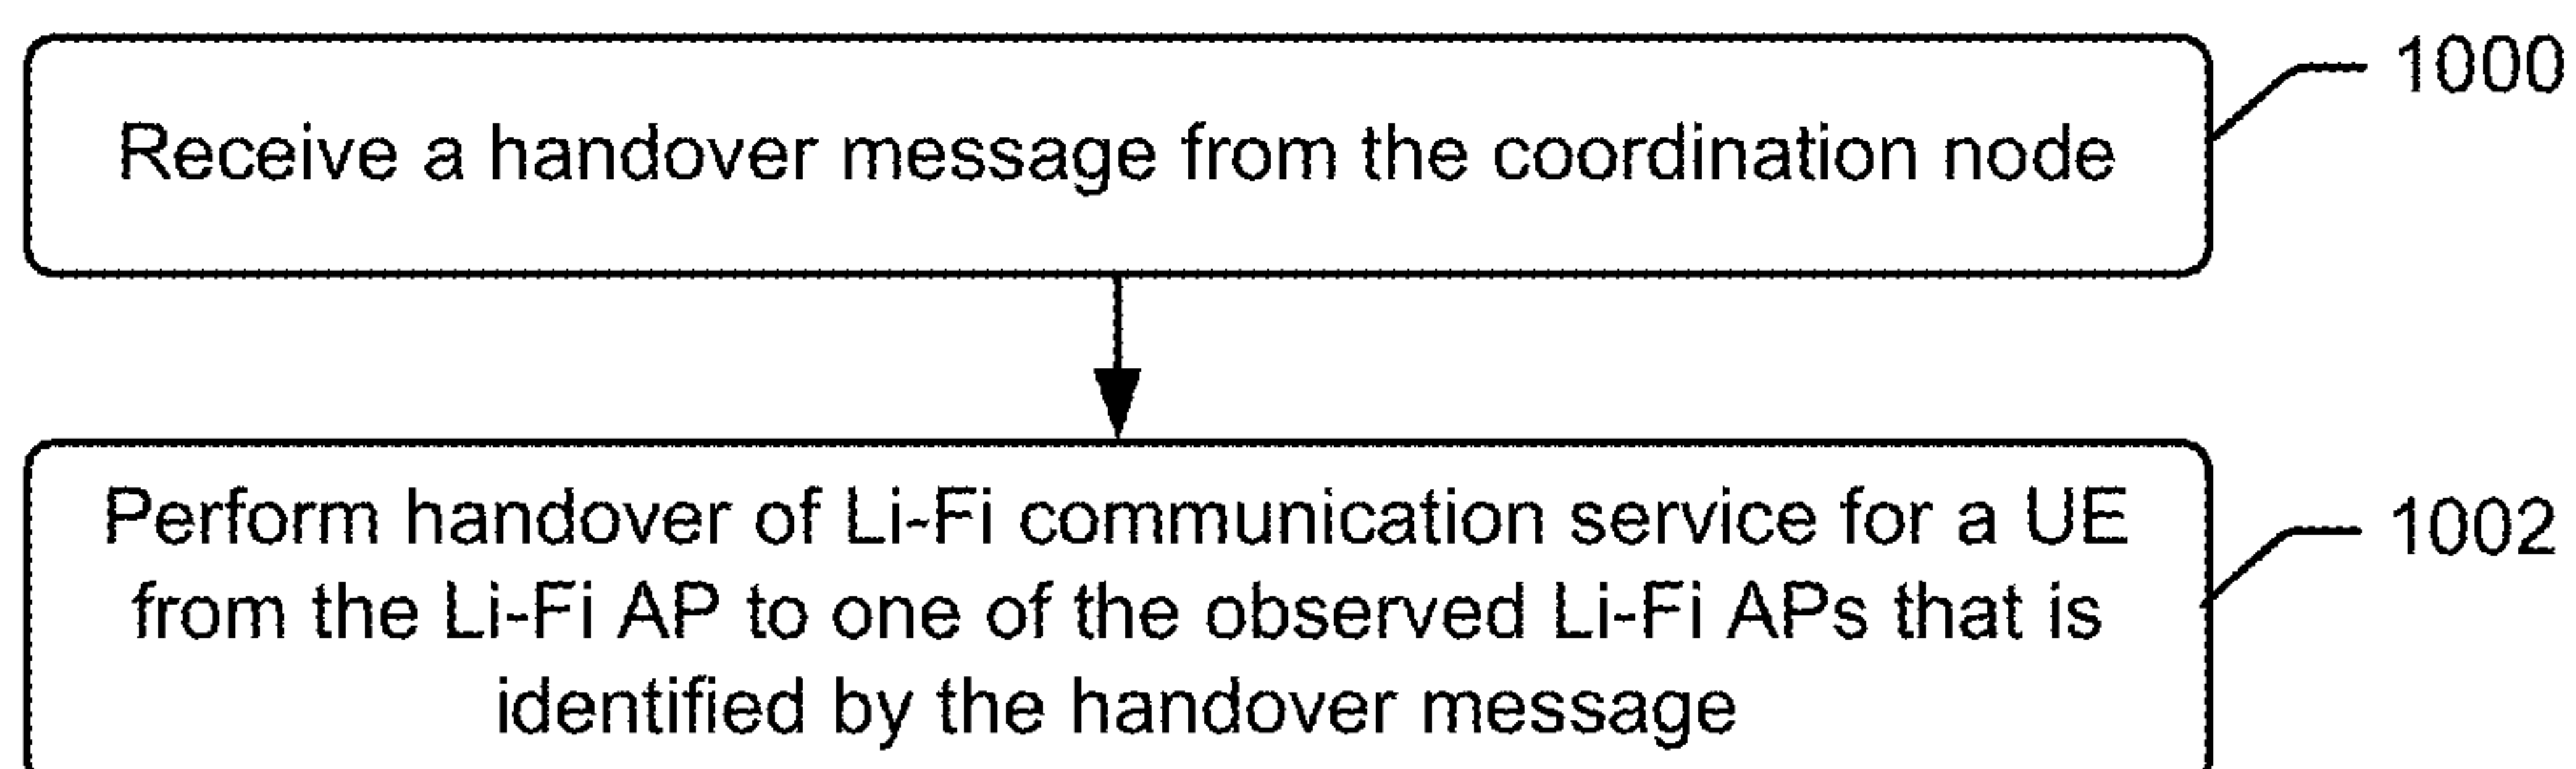 Receive a handover message from the coordination node
1000
Perform handover of Li-Fi communication service for a UE
from the Li-Fi AP to one of the observed Li-Fi APs that is
identified by the handover message
1002